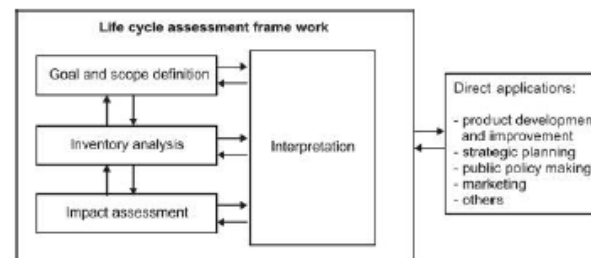 Life cycle assessment frame work
Goal and scope definition
Inventory analysis
Impact assessment
Interpretation
Direct applications:
- product development
and improvement
- strategic planning
- public policy making
- marketing
- others